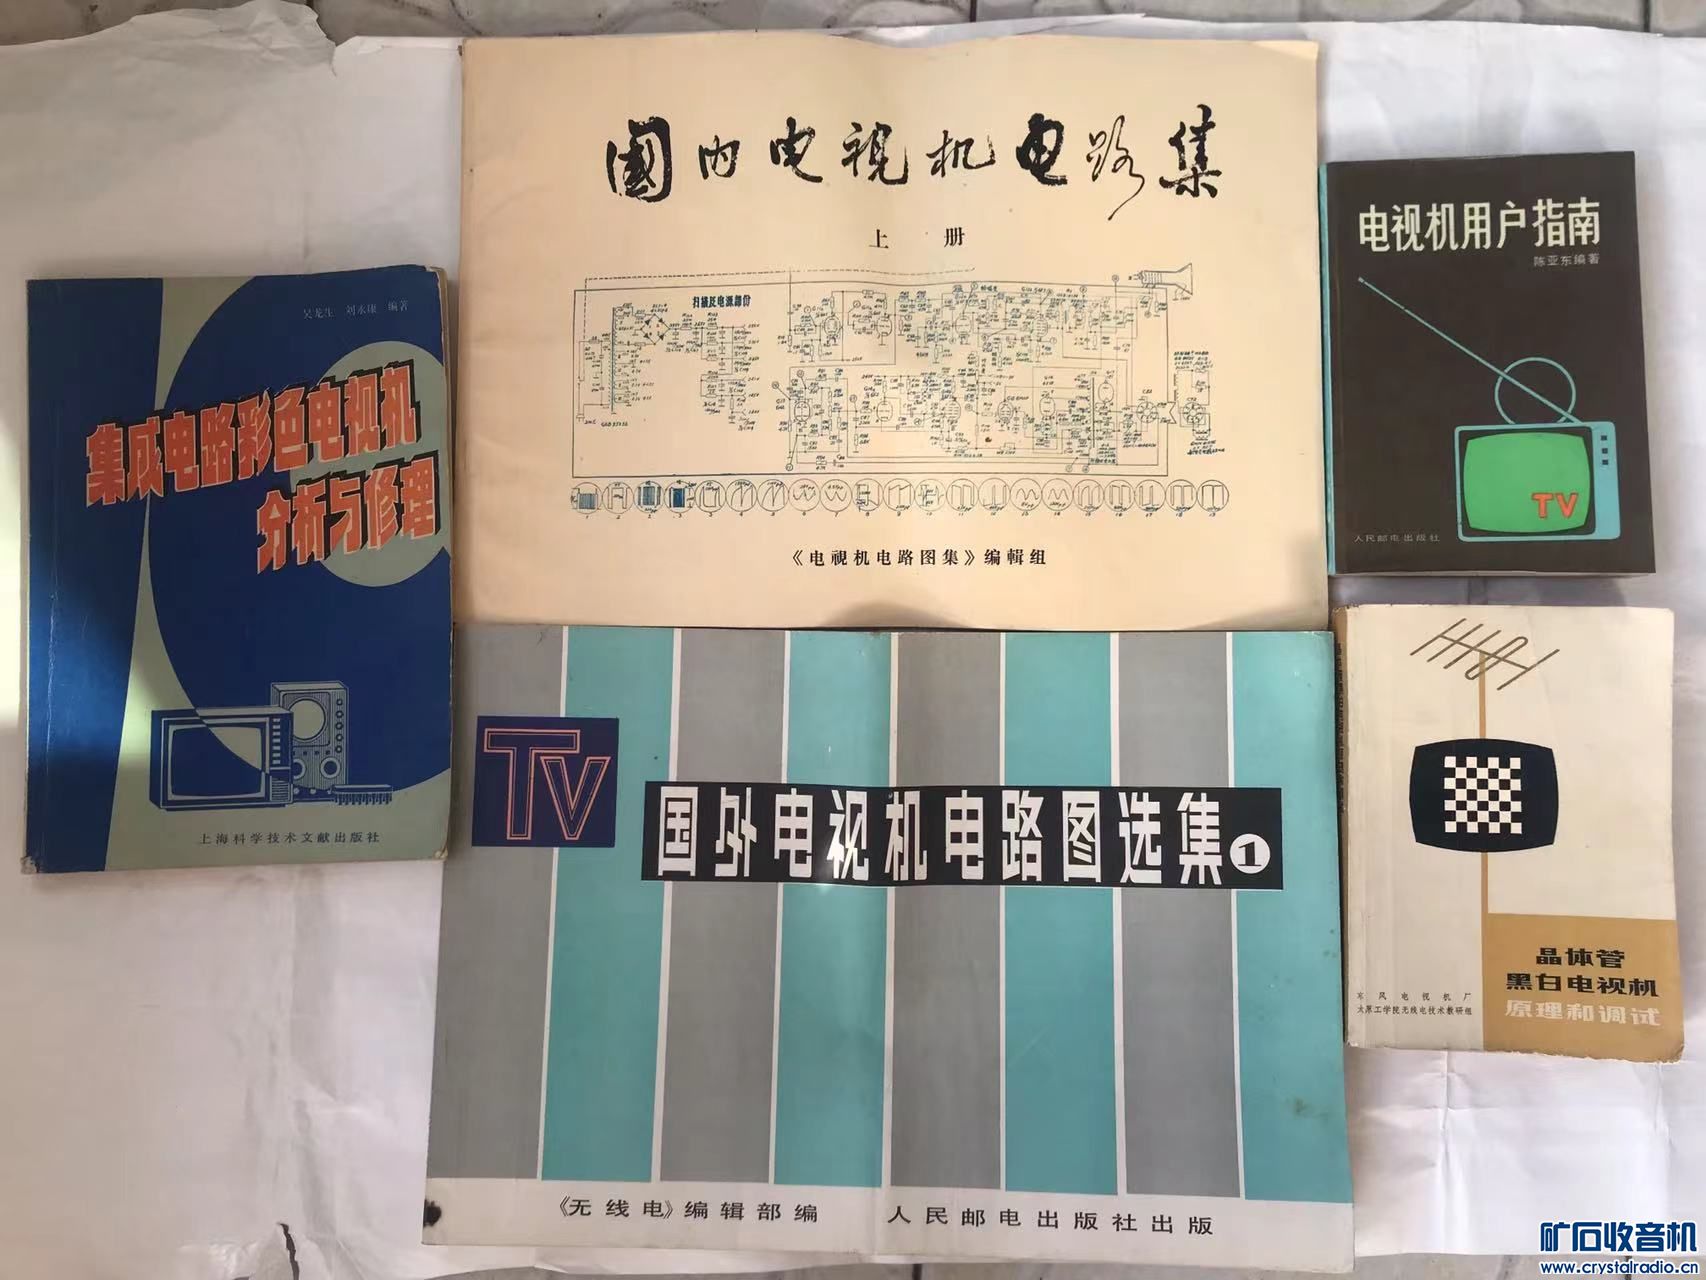 吴龙生 刘永康 编著
集成电路彩色电视机
分析与修理
上海科学技术文献出版社
國内电视机电路集
上 册
扫描及电源部份
《电視机电路图集》编辑组
电视机用户指南
陈亚东编著
TV
人民邮电出版社
TV
国外电视机电路图选集1
《无线电》编辑部编 人民邮电出版社出版
晶体管
黑白电视机
原理和调试
东风电视机厂
太原工学院无线电技术教研组
矿石收音机
www.crystalradio.cn